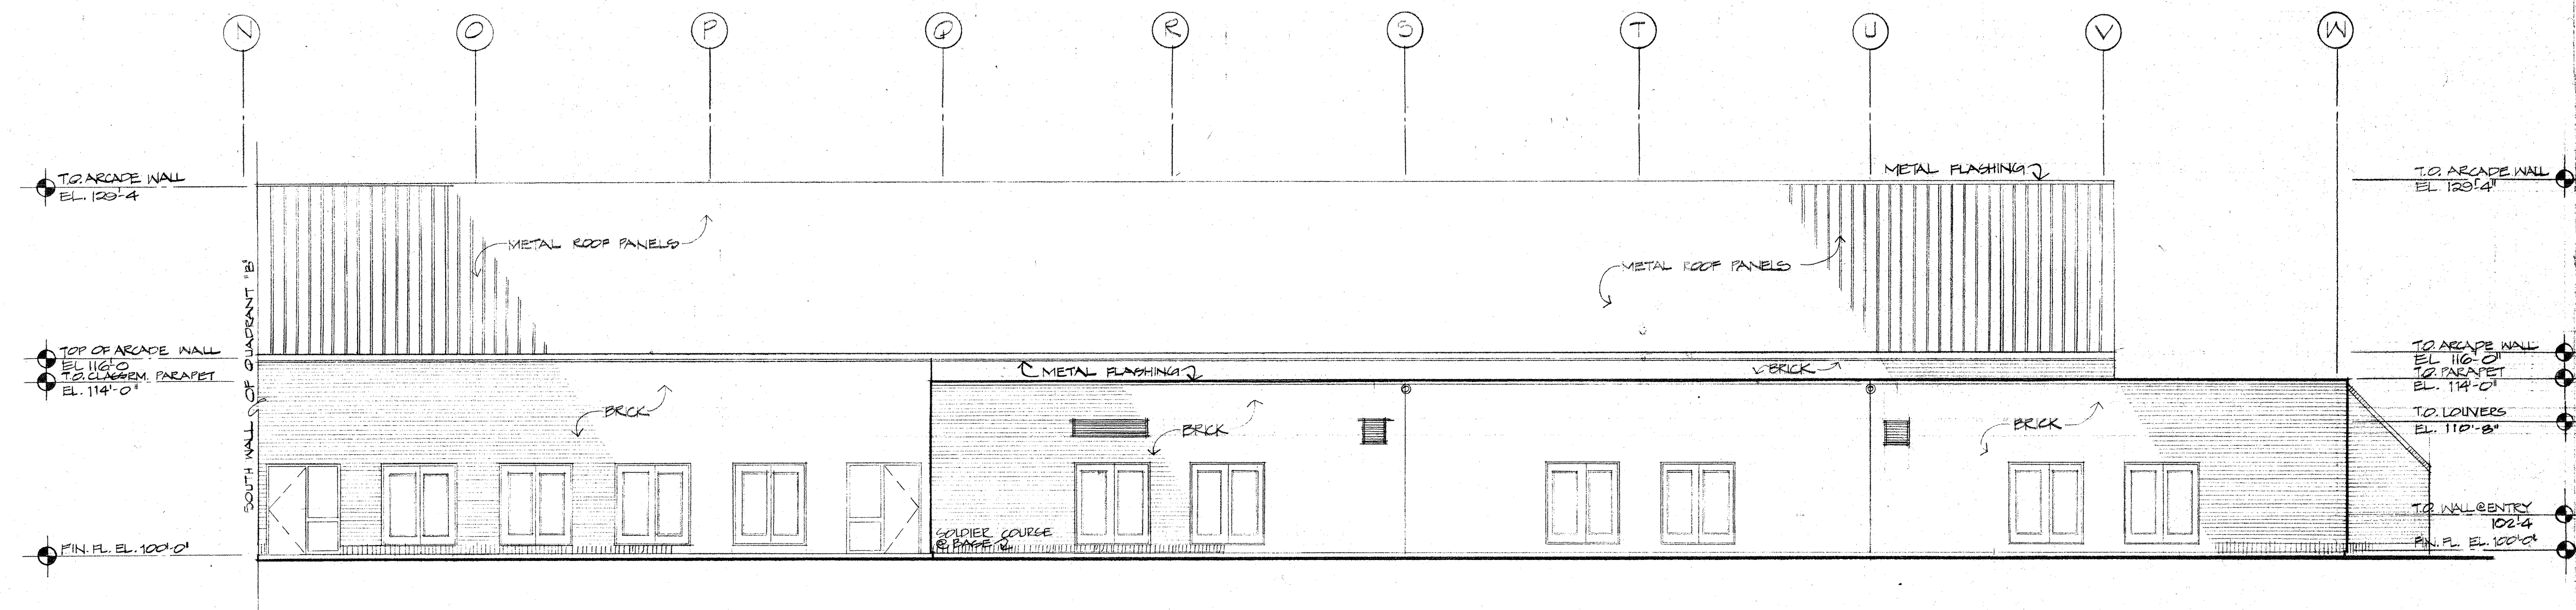 N O P Q R S T U V W
METAL FLASHING
T.O. ARCADE WALL
EL. 129'-4
T.O. ARCADE WALL
EL. 129'-4"
METAL ROOF PANELS
METAL ROOF PANELS
SOUTH WALL OF QUADRANT "B"
TOP OF ARCADE WALL
EL 116'-0
T.O. CLASSRM. PARAPET
EL. 114'-0"
METAL FLASHING
BRICK
T.O. ARCADE WALL
EL 116'-0"
T.O. PARAPET
EL. 114'-0"
BRICK
BRICK
BRICK
T.O. LOUVERS
EL. 110'-8"
SOLDIER COURSE
@ BASE
T.O. WALL @ ENTRY
102'-4
FIN. FL. EL. 100'-0"
FIN. FL. EL. 100'-0"